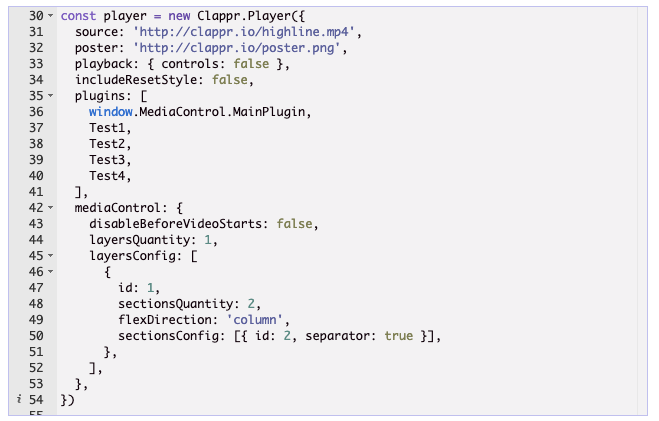 30 const player = new Clappr.Player({
31   source: 'http://clappr.io/highline.mp4',
32   poster: 'http://clappr.io/poster.png',
33   playback: { controls: false },
34   includeResetStyle: false,
35   plugins: [
36     window.MediaControl.MainPlugin,
37     Test1,
38     Test2,
39     Test3,
40     Test4,
41   ],
42   mediaControl: {
43     disableBeforeVideoStarts: false,
44     layersQuantity: 1,
45     layersConfig: [
46       {
47         id: 1,
48         sectionsQuantity: 2,
49         flexDirection: 'column',
50         sectionsConfig: [{ id: 2, separator: true }],
51       },
52     ],
53   },
i 54 })
55